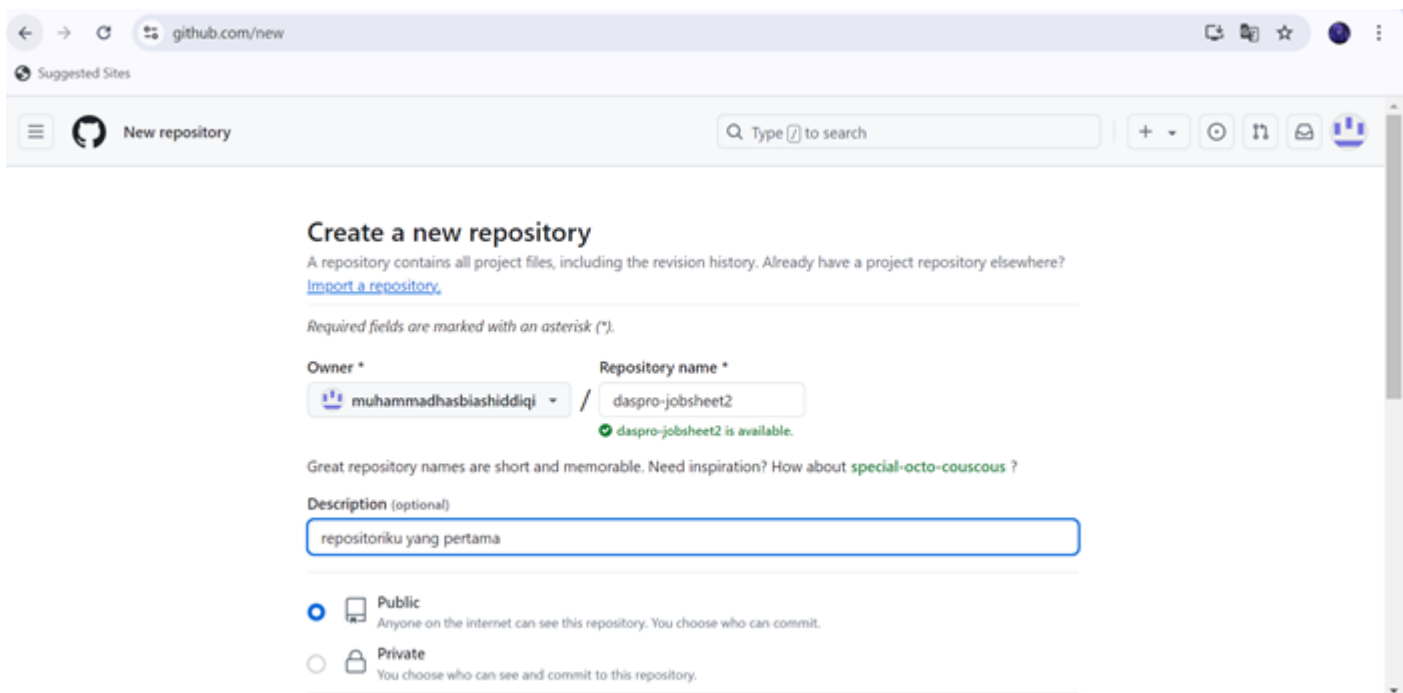 github.com/new
Suggested Sites
New repository
Type / to search
Create a new repository
A repository contains all project files, including the revision history. Already have a project repository elsewhere?
Import a repository.
Required fields are marked with an asterisk (*).
Owner * Repository name *
muhammadhasbiashiddiqi / daspro-jobsheet2
daspro-jobsheet2 is available.
Great repository names are short and memorable. Need inspiration? How about special-octo-couscous ?
Description (optional)
repositoriku yang pertama
Public
Anyone on the internet can see this repository. You choose who can commit.
Private
You choose who can see and commit to this repository.